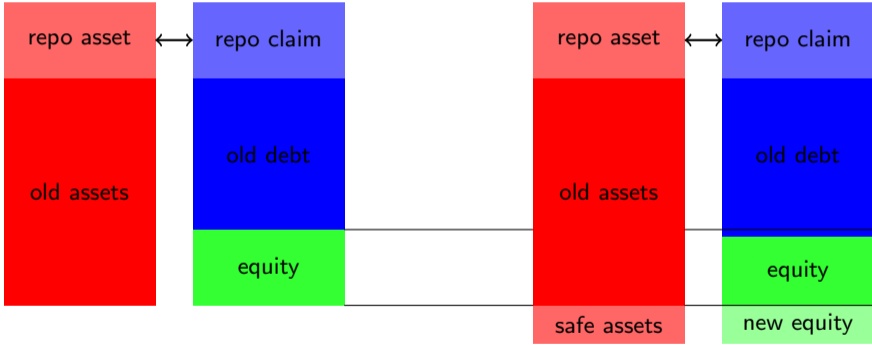 repo asset
repo claim
repo asset
repo claim
old debt
old debt
old assets
old assets
equity
equity
safe assets
new equity